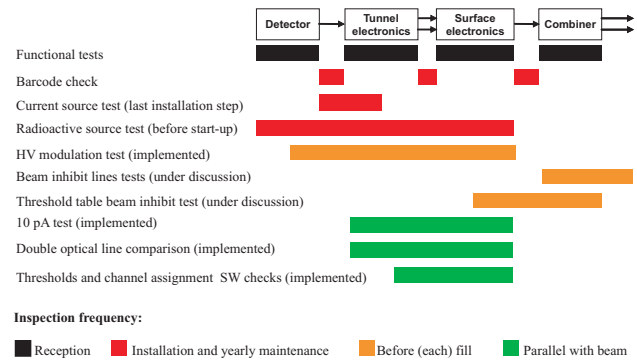 Detector
Tunnel electronics
Surface electronics
Combiner
Functional tests
Barcode check
Current source test (last installation step)
Radioactive source test (before start-up)
HV modulation test (implemented)
Beam inhibit lines tests (under discussion)
Threshold table beam inhibit test (under discussion)
10 pA test (implemented)
Double optical line comparison (implemented)
Thresholds and channel assignment SW checks (implemented)
Inspection frequency:
Reception
Installation and yearly maintenance
Before (each) fill
Parallel with beam